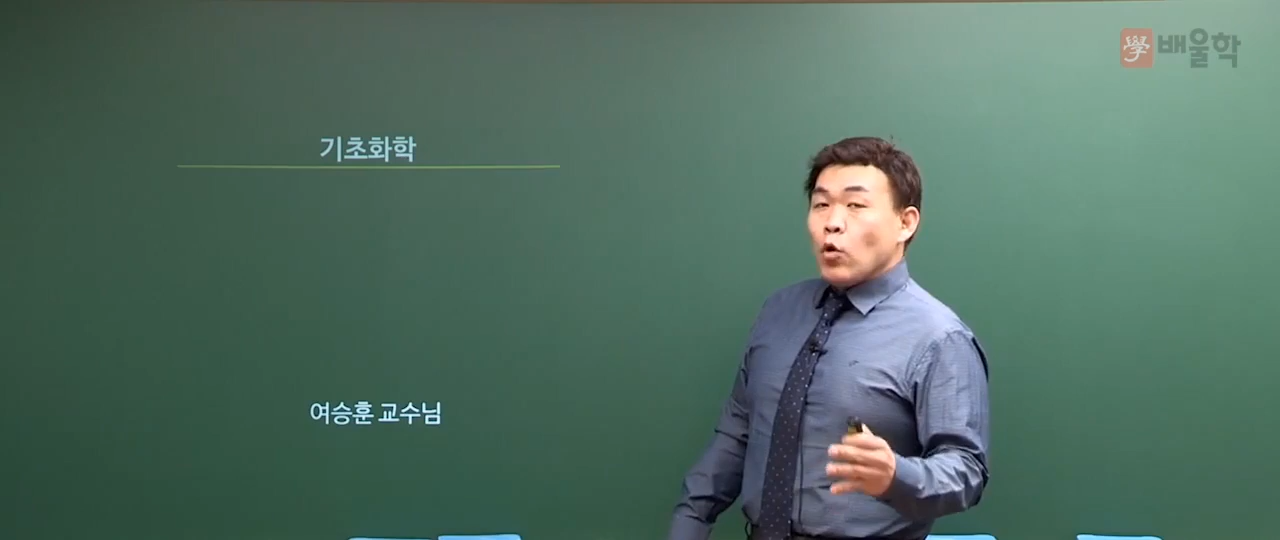 學 배울학
기초화학
여승훈 교수님